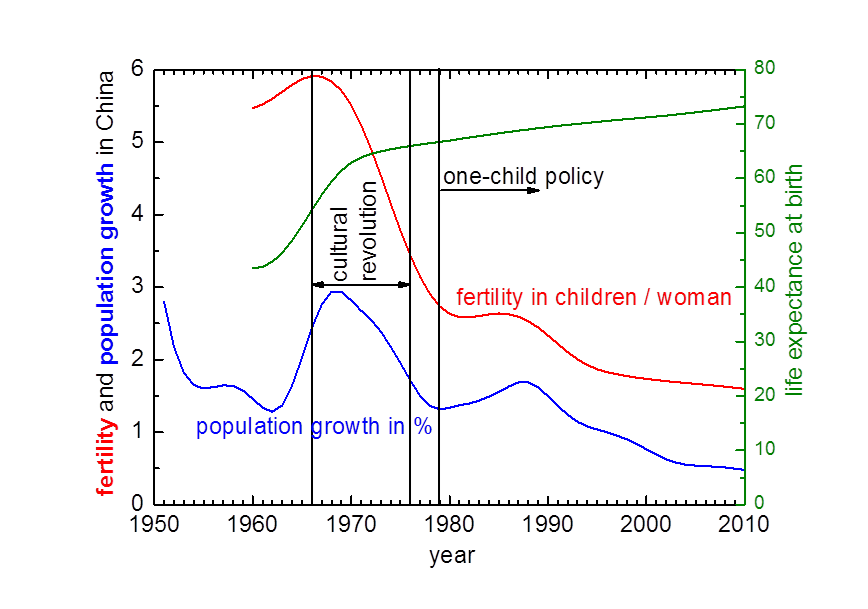 fertility and population growth in China
6
5
4
3
2
1
0
80
70
60
50
40
30
20
10
0
life expectance at birth
one-child policy
cultural
revolution
fertility in children / woman
population growth in %
1950 1960 1970 1980 1990 2000 2010
year